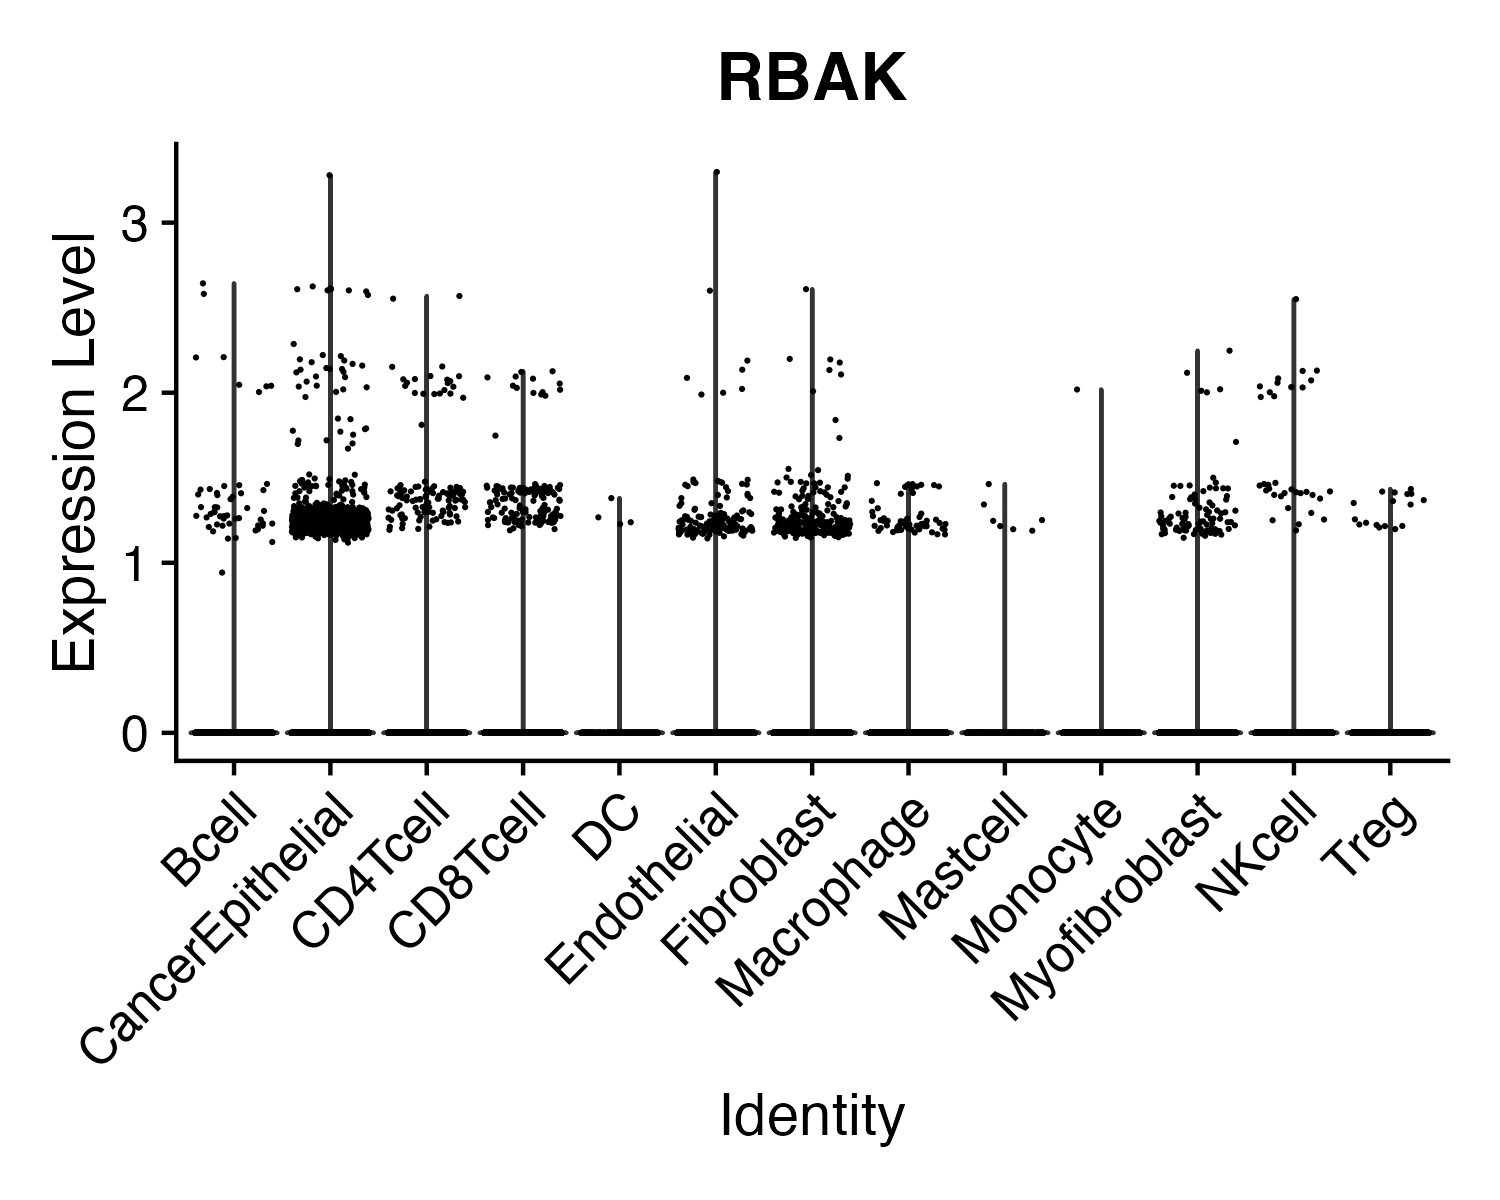 RBAK
Expression Level
3
2
1
0
Bcell
CancerEpithelial
CD4Tcell
CD8Tcell
DC
Endothelial
Fibroblast
Macrophage
Mastcell
Monocyte
Myofibroblast
NKcell
Treg
Identity